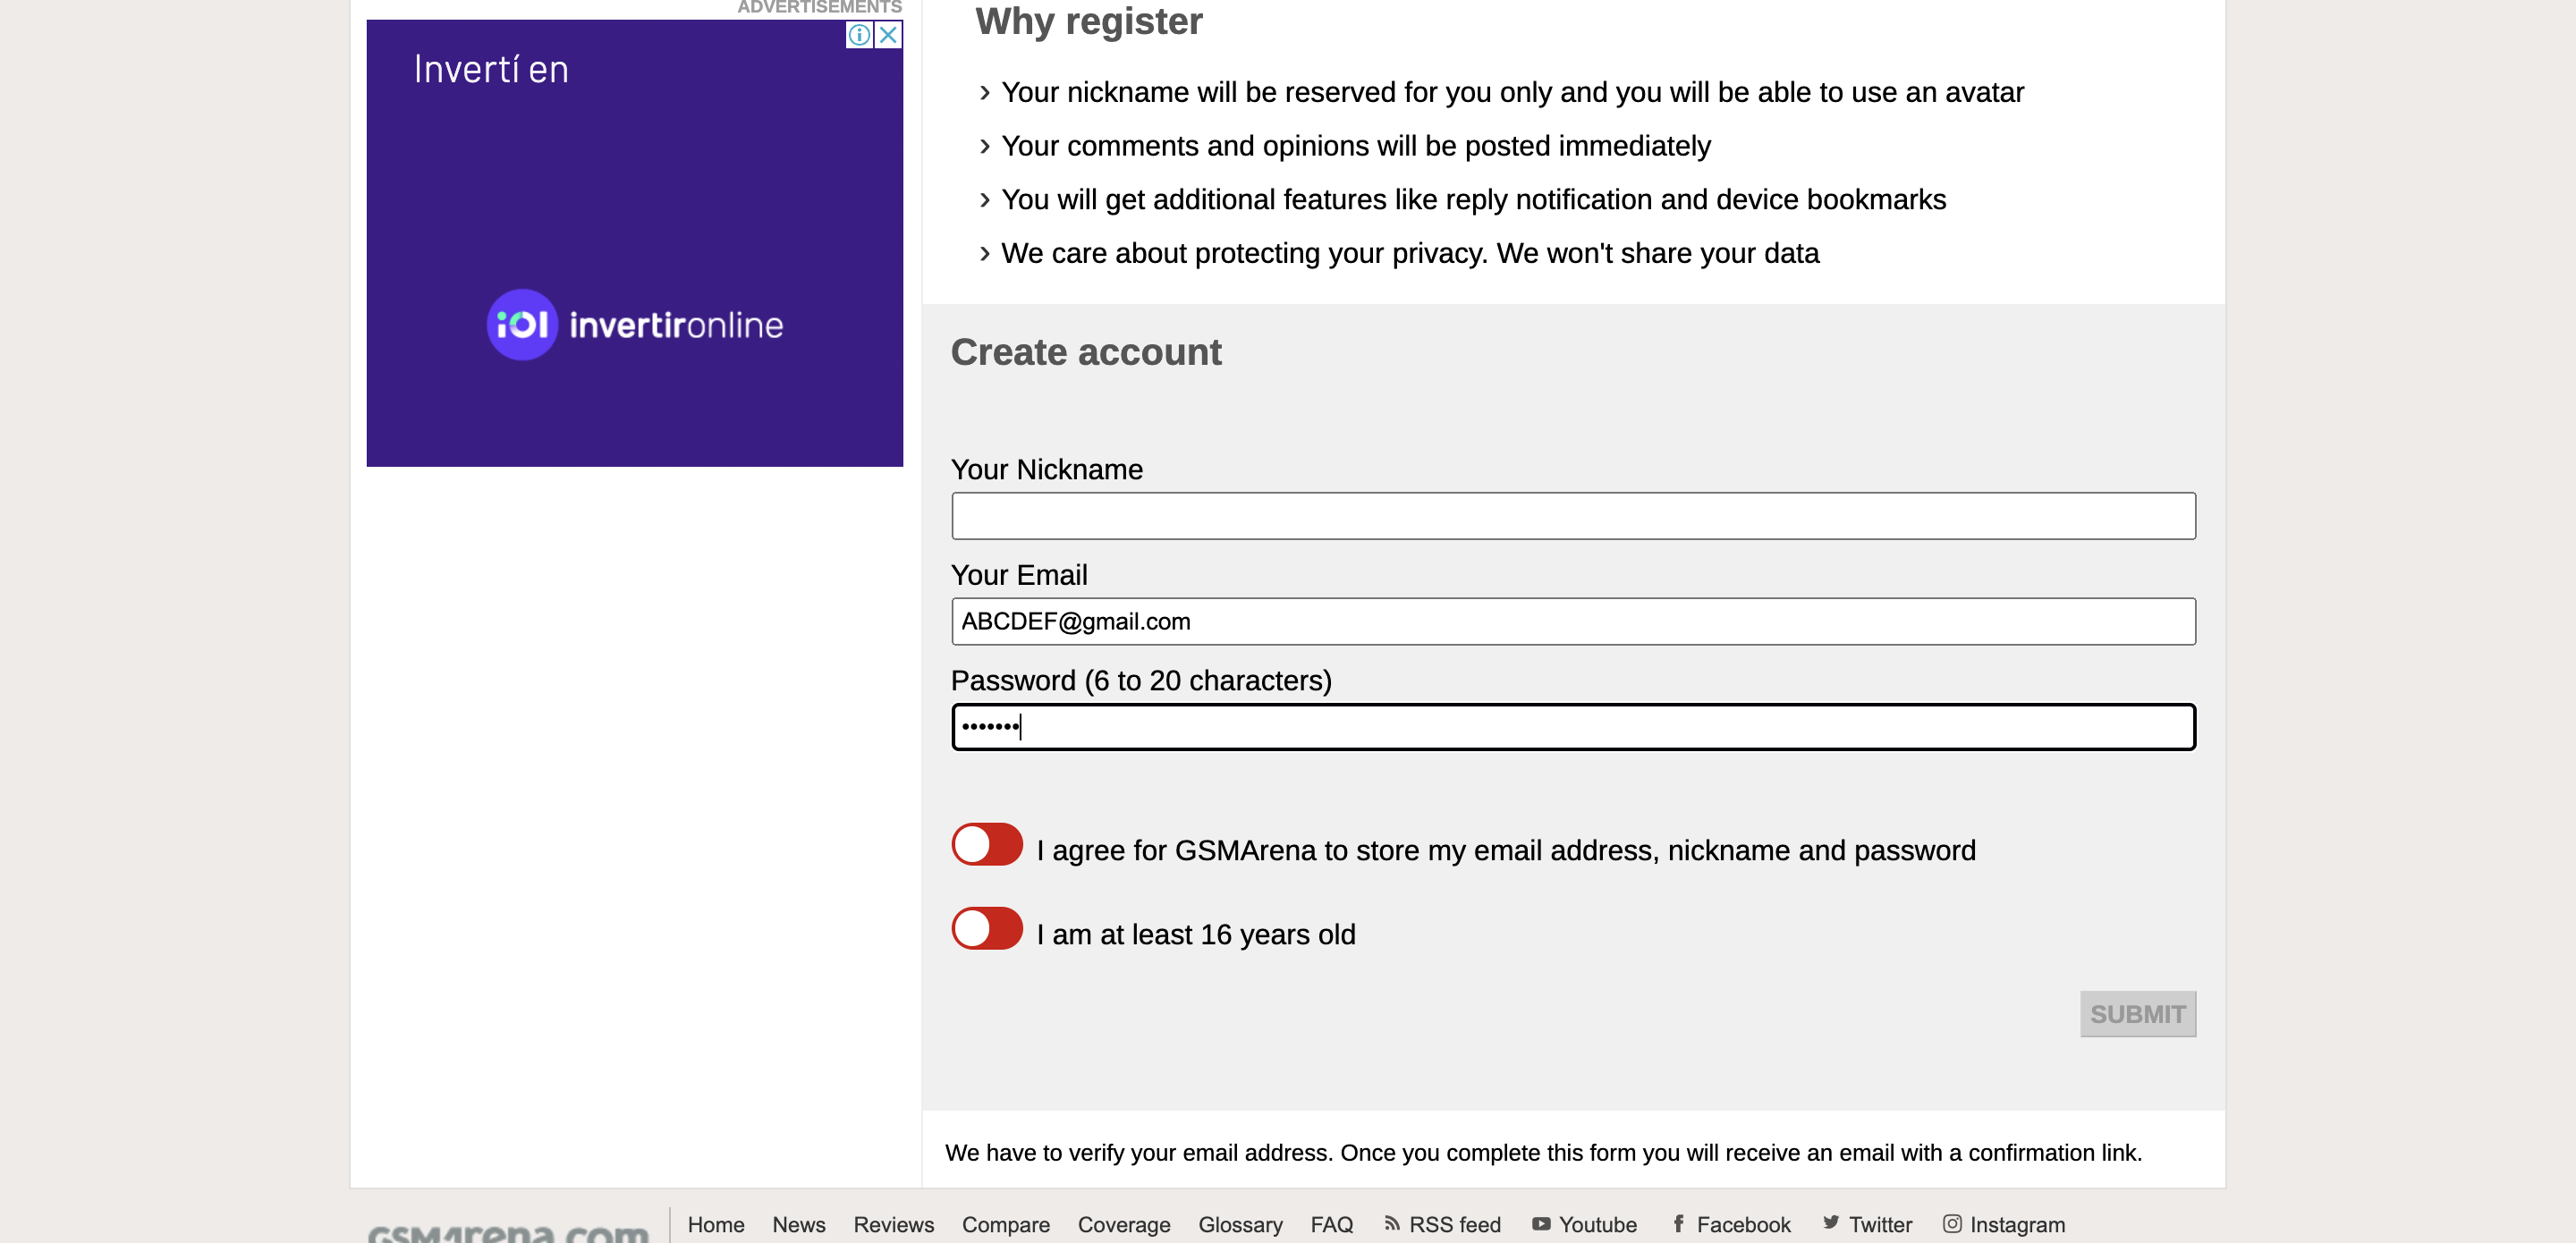 ADVERTISEMENTS
Invertí en
iol invertironline
Why register
› Your nickname will be reserved for you only and you will be able to use an avatar
› Your comments and opinions will be posted immediately
› You will get additional features like reply notification and device bookmarks
› We care about protecting your privacy. We won't share your data
Create account
Your Nickname
Your Email
ABCDEF@gmail.com
Password (6 to 20 characters)
•••••••
I agree for GSMArena to store my email address, nickname and password
I am at least 16 years old
SUBMIT
We have to verify your email address. Once you complete this form you will receive an email with a confirmation link.
GSMArena.com Home News Reviews Compare Coverage Glossary FAQ RSS feed Youtube Facebook Twitter Instagram